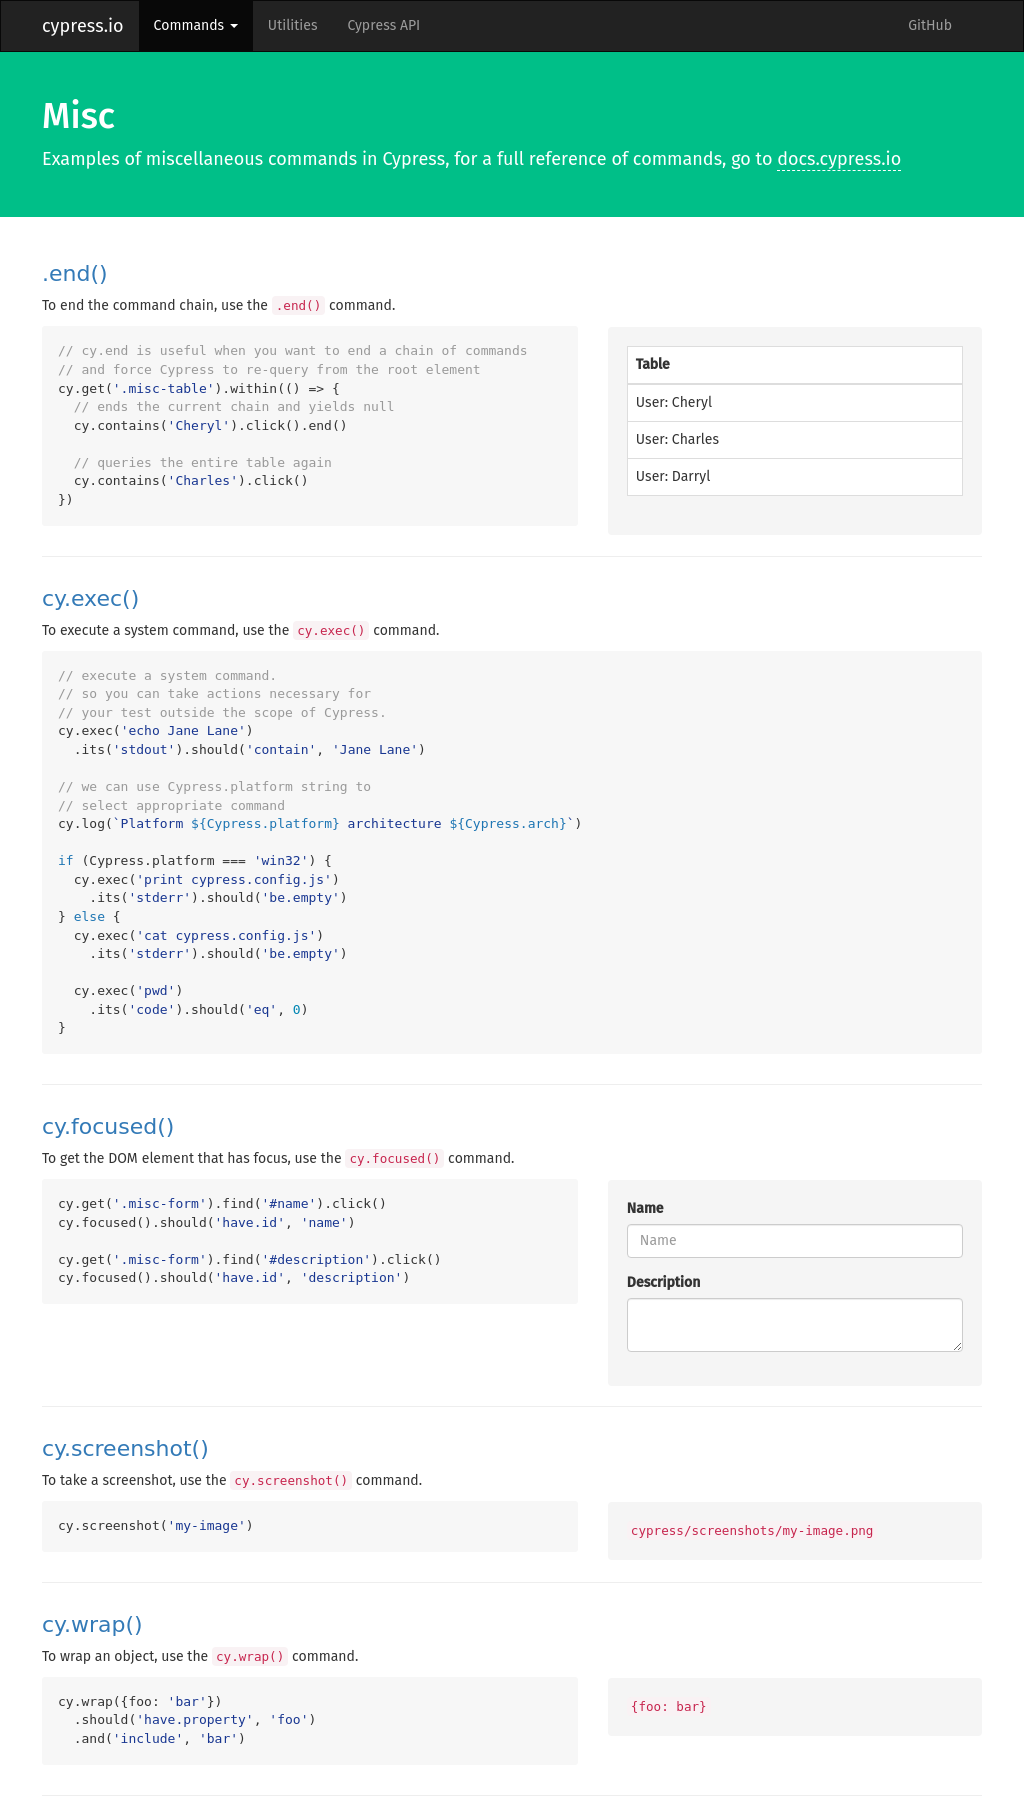 cypress.io Commands Utilities Cypress API GitHub
Misc
Examples of miscellaneous commands in Cypress, for a full reference of commands, go to docs.cypress.io
.end()
To end the command chain, use the .end() command.
// cy.end is useful when you want to end a chain of commands
// and force Cypress to re-query from the root element
cy.get('.misc-table').within(() => {
  // ends the current chain and yields null
  cy.contains('Cheryl').click().end()
  // queries the entire table again
  cy.contains('Charles').click()
})
Table
User: Cheryl
User: Charles
User: Darryl
cy.exec()
To execute a system command, use the cy.exec() command.
// execute a system command.
// so you can take actions necessary for
// your test outside the scope of Cypress.
cy.exec('echo Jane Lane')
  .its('stdout').should('contain', 'Jane Lane')
// we can use Cypress.platform string to
// select appropriate command
cy.log(`Platform ${Cypress.platform} architecture ${Cypress.arch}`)
if (Cypress.platform === 'win32') {
  cy.exec('print cypress.config.js')
    .its('stderr').should('be.empty')
} else {
  cy.exec('cat cypress.config.js')
    .its('stderr').should('be.empty')
  cy.exec('pwd')
    .its('code').should('eq', 0)
}
cy.focused()
To get the DOM element that has focus, use the cy.focused() command.
cy.get('.misc-form').find('#name').click()
cy.focused().should('have.id', 'name')
cy.get('.misc-form').find('#description').click()
cy.focused().should('have.id', 'description')
Name
Name
Description
cy.screenshot()
To take a screenshot, use the cy.screenshot() command.
cy.screenshot('my-image')
cypress/screenshots/my-image.png
cy.wrap()
To wrap an object, use the cy.wrap() command.
cy.wrap({foo: 'bar'})
  .should('have.property', 'foo')
  .and('include', 'bar')
{foo: bar}